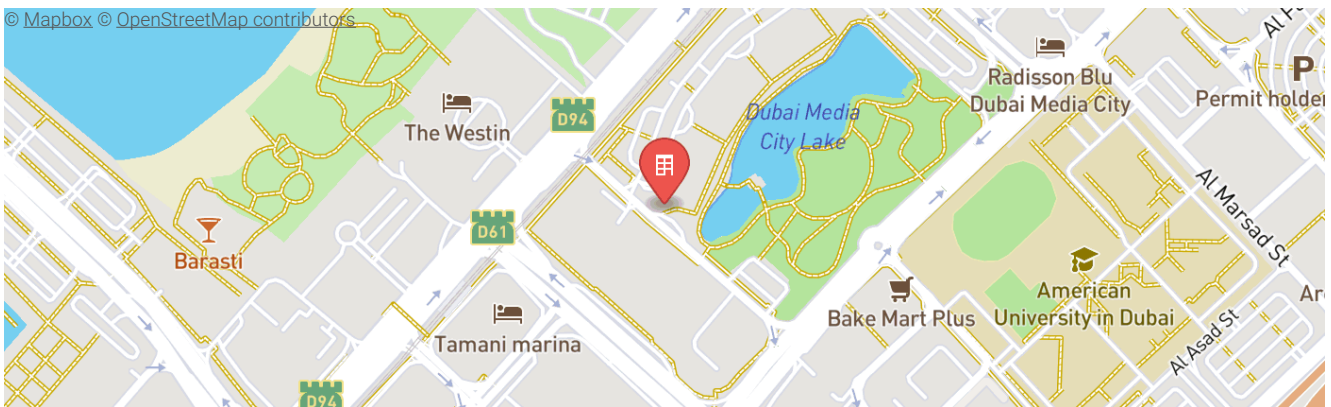 © Mapbox © OpenStreetMap contributors
P
Permit holder
Radisson Blu
Dubai Media City
The Westin
D94
Dubai Media
City Lake
Al Marsad St
D61
Barasti
American
University in Dubai
Bake Mart Plus
Tamani marina
Al Asad St
D94